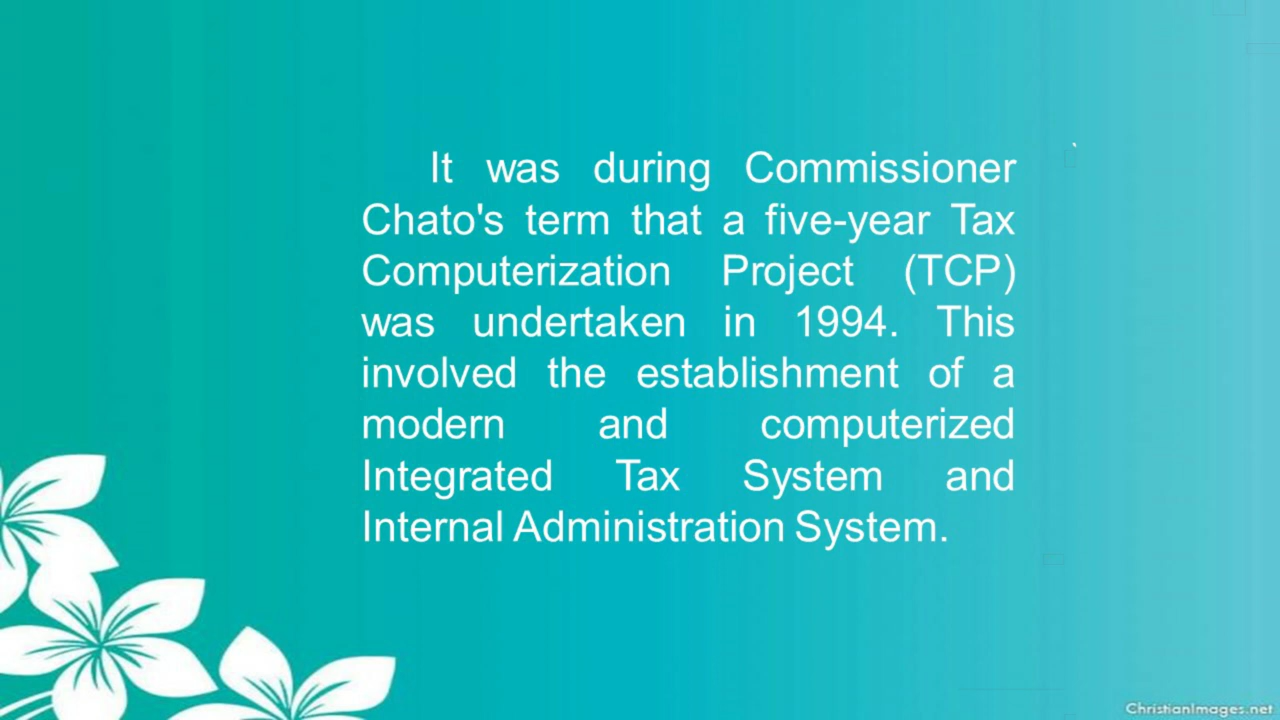 It was during Commissioner
Chato's term that a five-year Tax
Computerization Project (TCP)
was undertaken in 1994. This
involved the establishment of a
modern and computerized
Integrated Tax System and
Internal Administration System.
ChristianImages.net